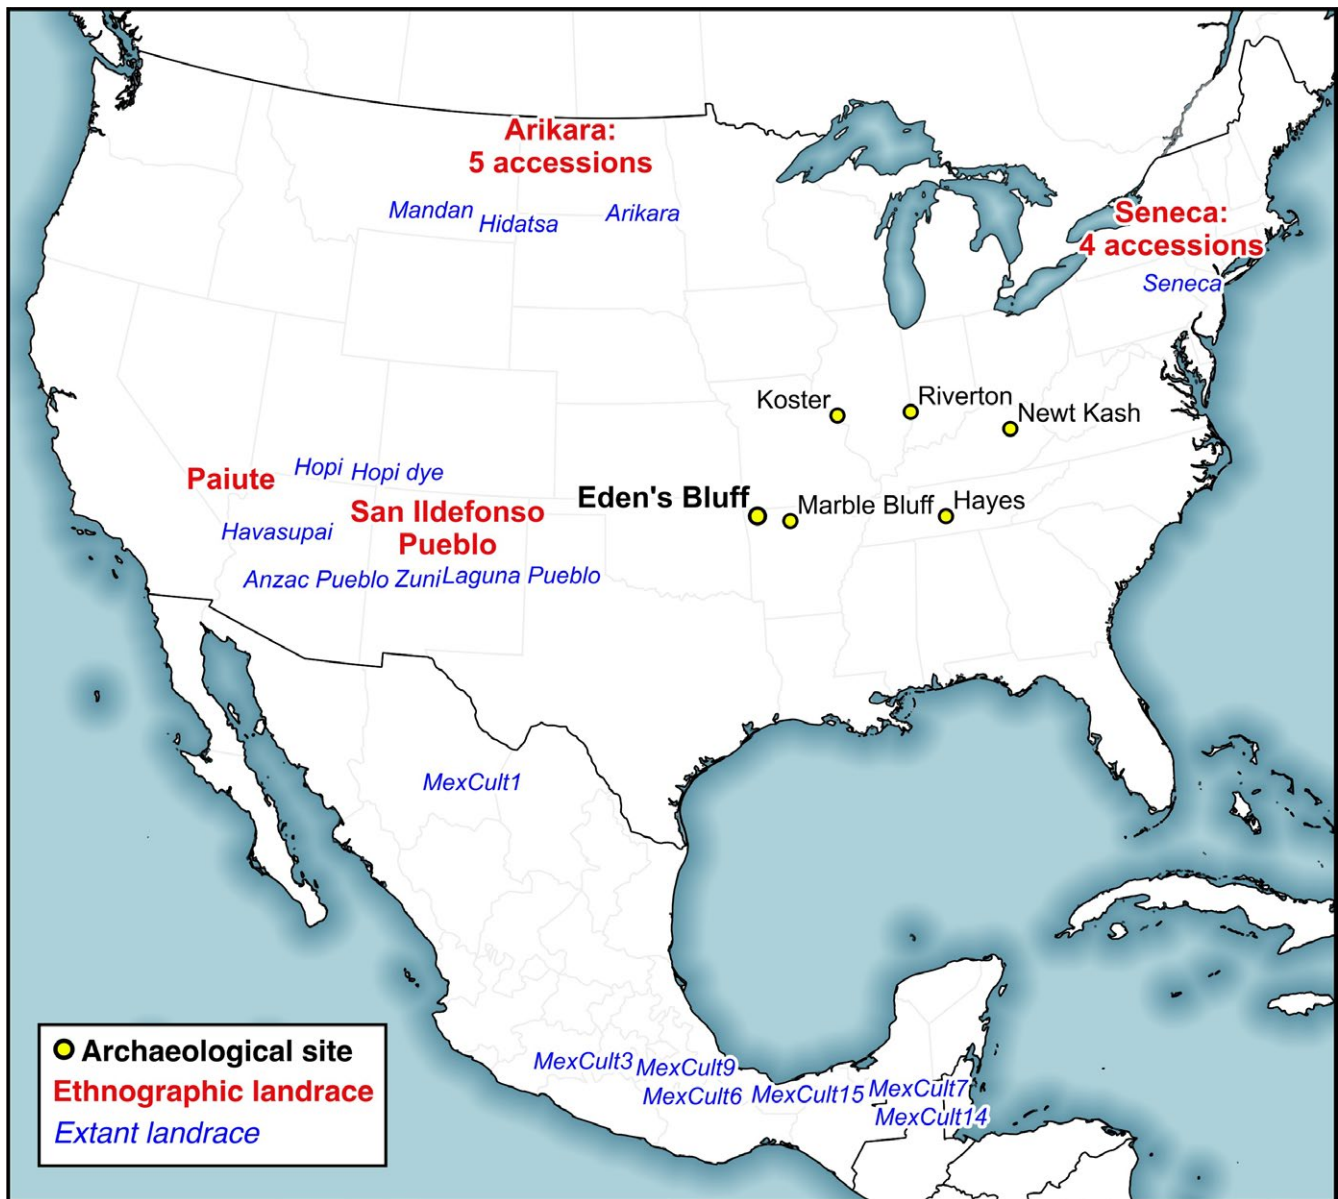 Arikara:
5 accessions
Mandan
Hidatsa
Arikara
Seneca:
4 accessions
Seneca
Koster
Riverton
Newt Kash
Paiute
Hopi
Hopi dye
Eden's Bluff
Marble Bluff
Hayes
San Ildefonso
Pueblo
Havasupai
Anzac Pueblo
Zuni
Laguna Pueblo
MexCult1
MexCult3
MexCult9
MexCult6
MexCult15
MexCult7
MexCult14
Archaeological site
Ethnographic landrace
Extant landrace